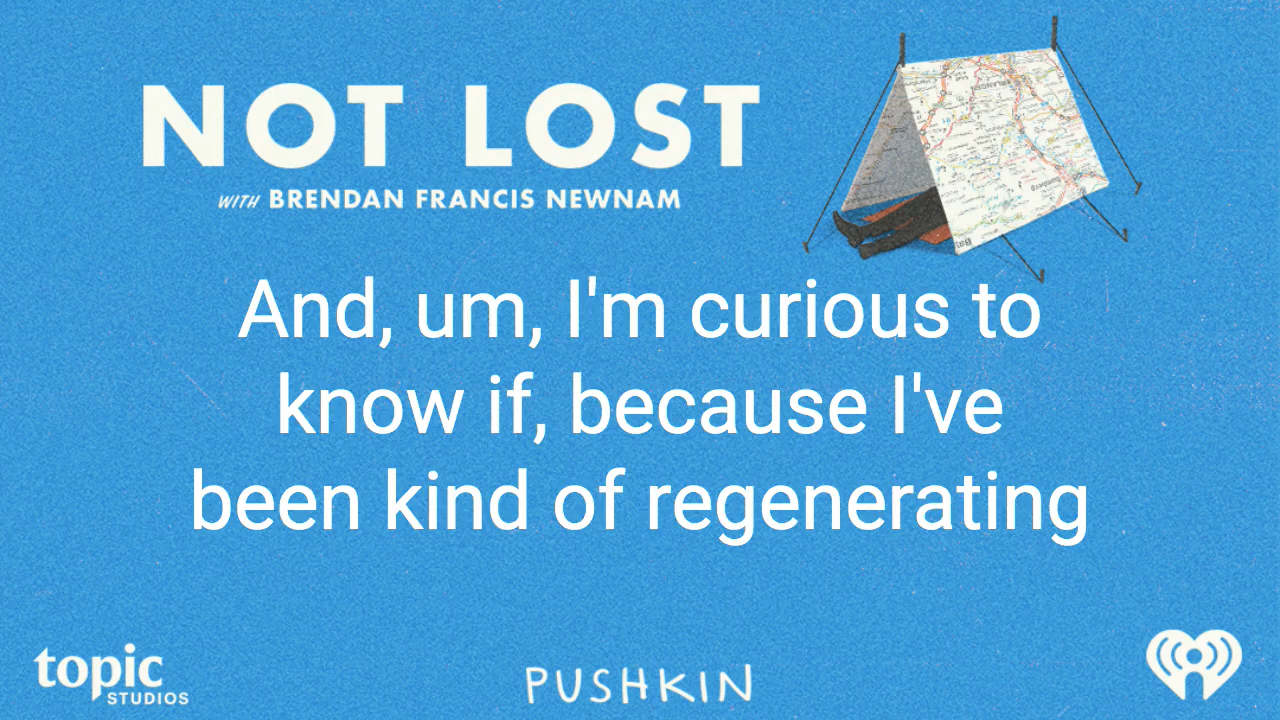 NOT LOST
WITH BRENDAN FRANCIS NEWNAM
And, um, I'm curious to
know if, because I've
been kind of regenerating
topic
STUDIOS
PUSHKIN